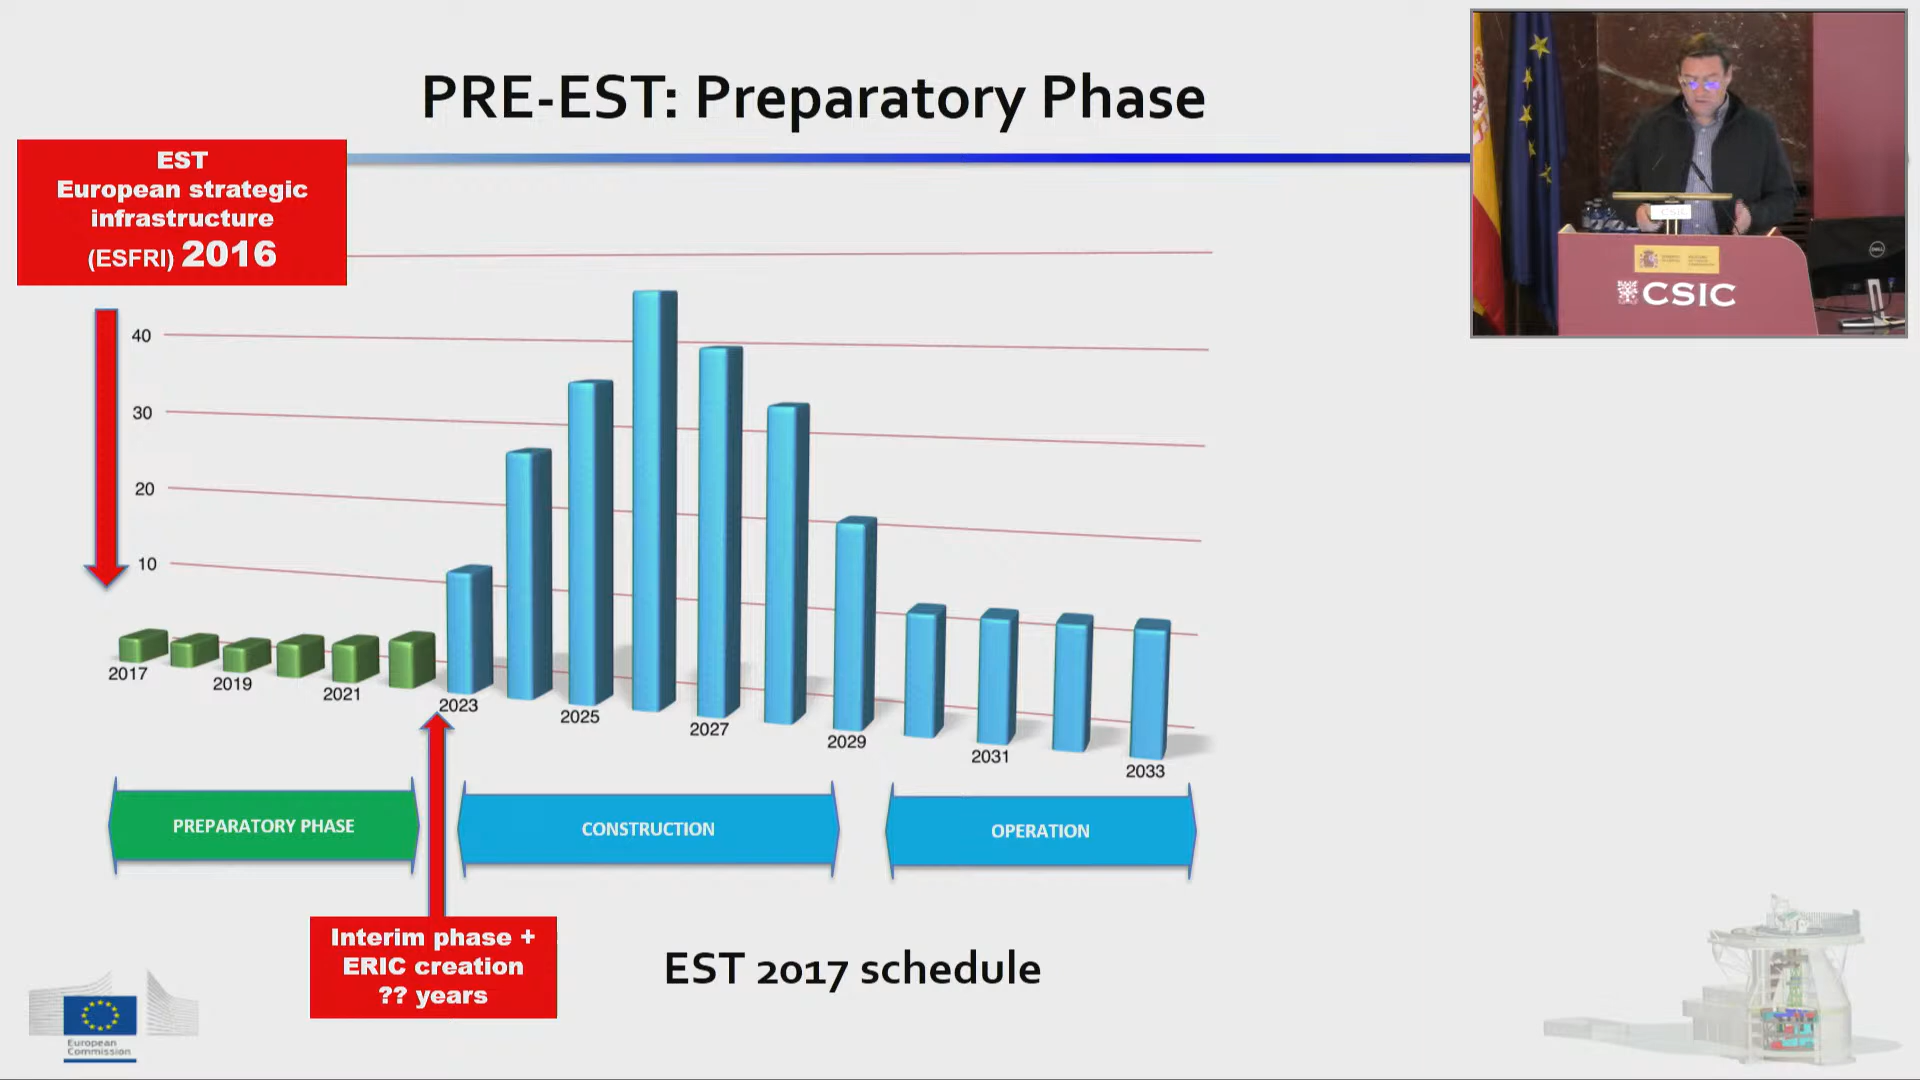 PRE-EST: Preparatory Phase
EST
European strategic
infrastructure
(ESFRI) 2016
40
30
20
10
2017
2019
2021
2023
2025
2027
2029
2031
2033
PREPARATORY PHASE
CONSTRUCTION
OPERATION
Interim phase +
ERIC creation
?? years
EST 2017 schedule
European
Commission
CSIC
CSIC
DELL